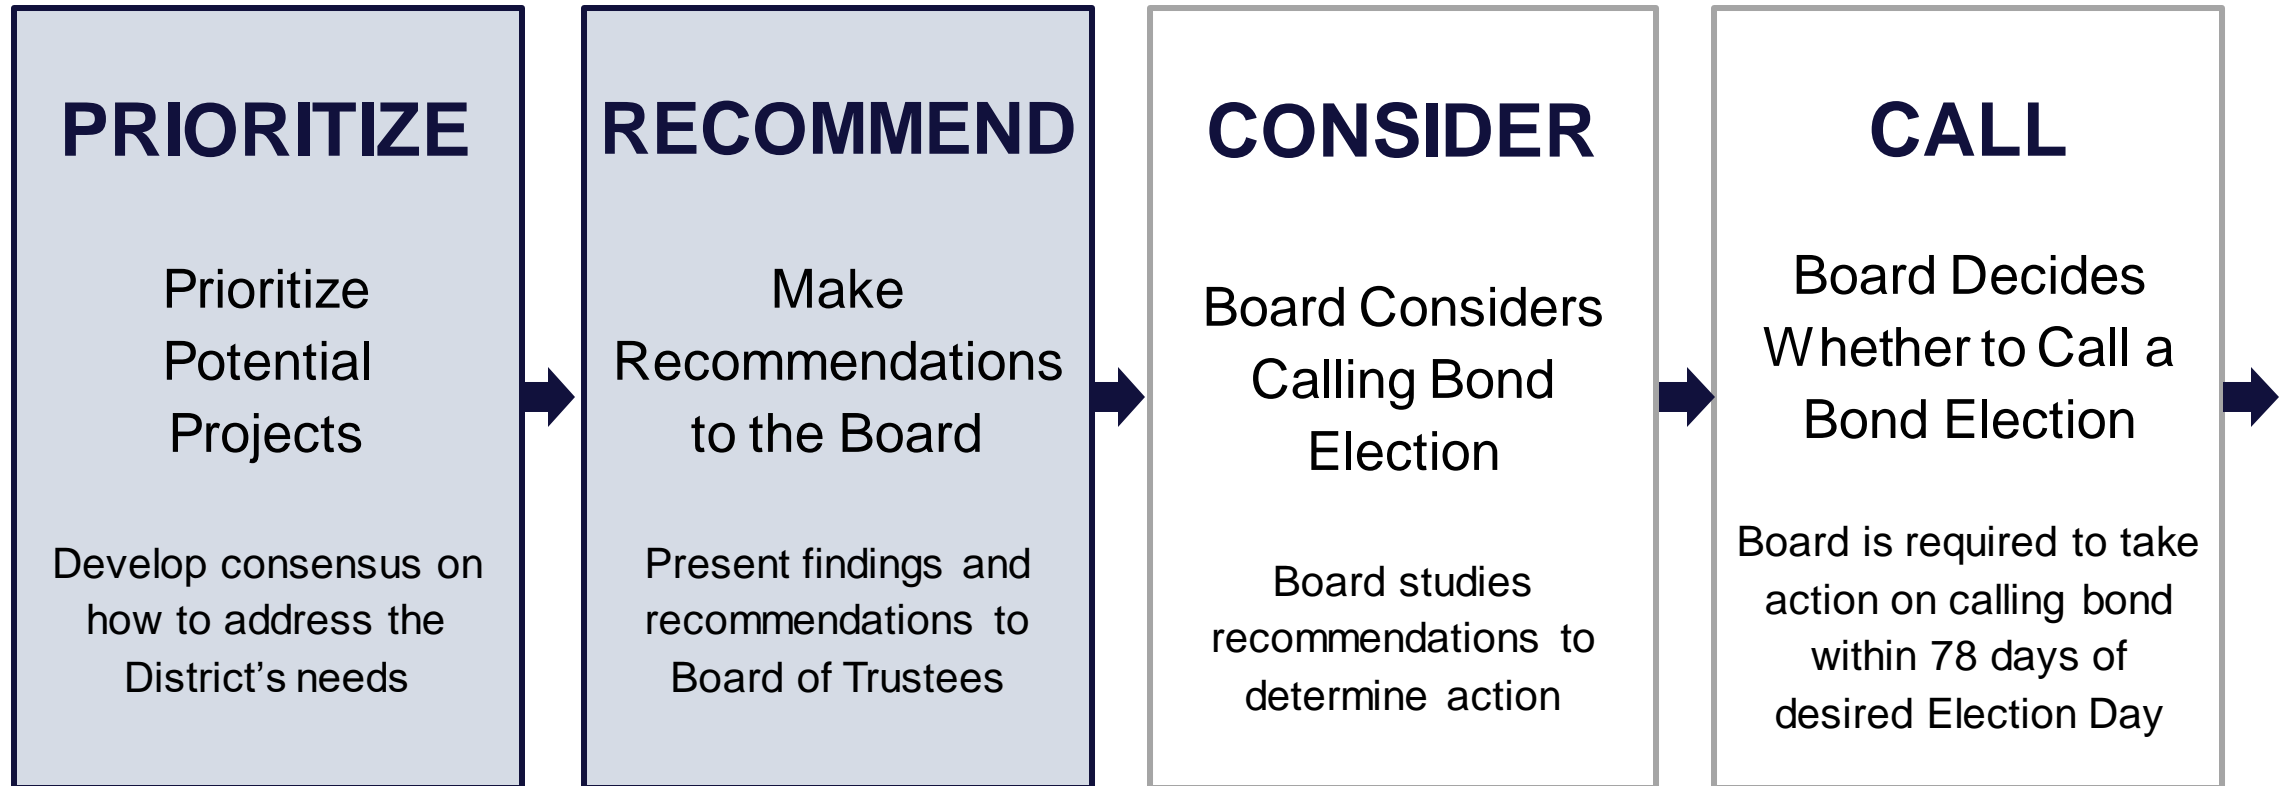 PRIORITIZE
Prioritize
Potential
Projects
Develop consensus on
how to address the
District’s needs
RECOMMEND
Make
Recommendations
to the Board
Present findings and
recommendations to
Board of Trustees
CONSIDER
Board Considers
Calling Bond
Election
Board studies
recommendations to
determine action
CALL
Board Decides
Whether to Call a
Bond Election
Board is required to take
action on calling bond
within 78 days of
desired Election Day